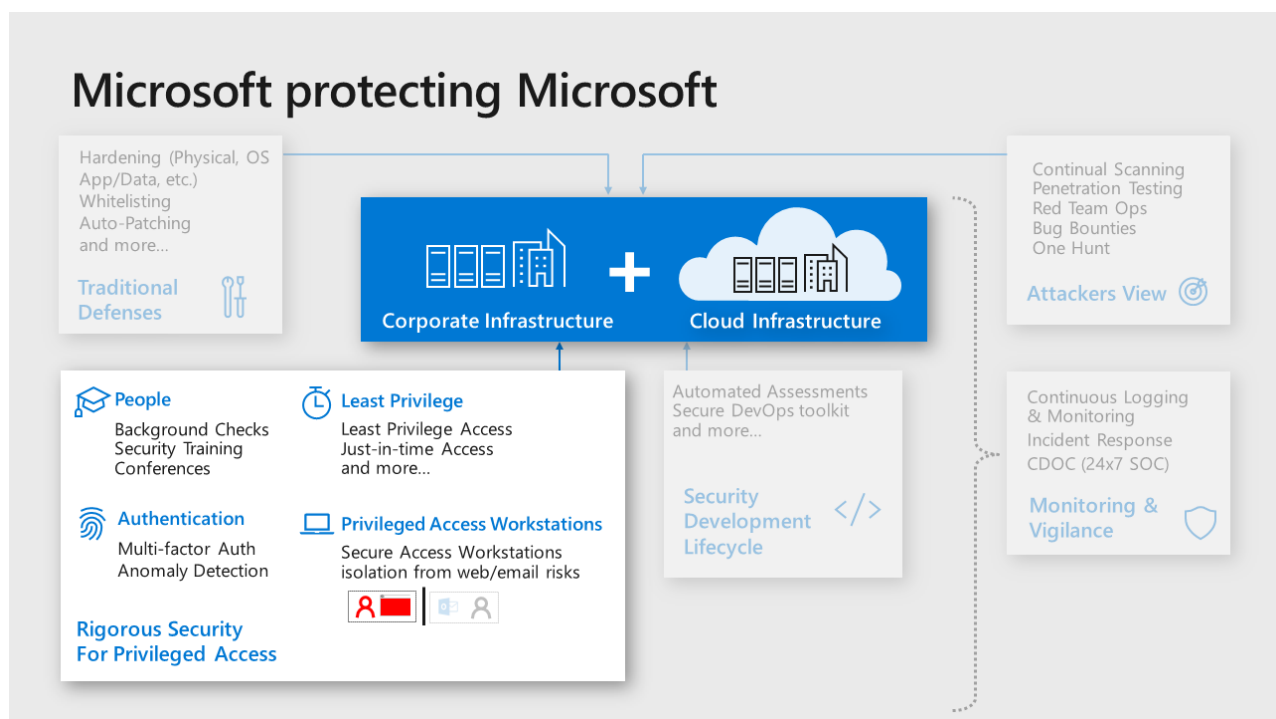 Microsoft protecting Microsoft
Hardening (Physical, OS
App/Data, etc.)
Whitelisting
Auto-Patching
and more...
Traditional
Defenses
Corporate Infrastructure
Cloud Infrastructure
Continual Scanning
Penetration Testing
Red Team Ops
Bug Bounties
One Hunt
Attackers View
People
Background Checks
Security Training
Conferences
Least Privilege
Least Privilege Access
Just-in-time Access
and more...
Authentication
Multi-factor Auth
Anomaly Detection
Privileged Access Workstations
Secure Access Workstations
isolation from web/email risks
Rigorous Security
For Privileged Access
Automated Assessments
Secure DevOps toolkit
and more...
Security
Development
Lifecycle
</>
Continuous Logging
& Monitoring
Incident Response
CDOC (24x7 SOC)
Monitoring &
Vigilance